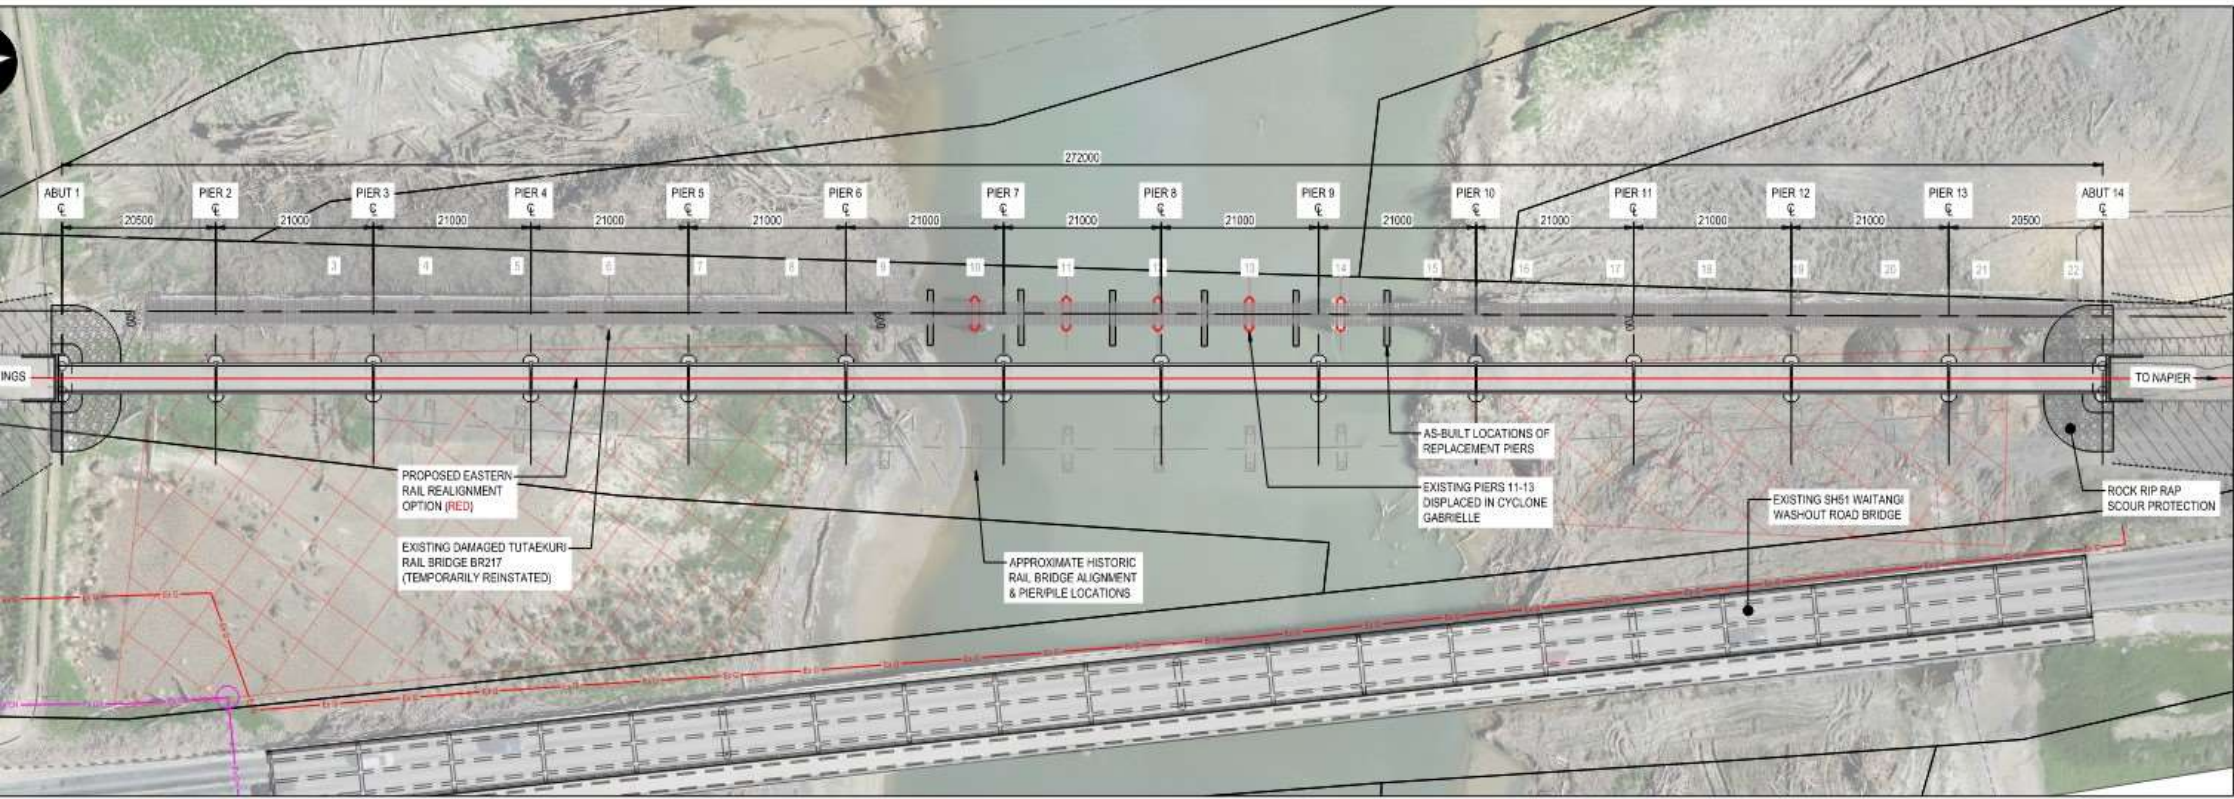 272000
ABUT 1
PIER 2
PIER 3
PIER 4
PIER 5
PIER 6
PIER 7
PIER 8
PIER 9
PIER 10
PIER 11
PIER 12
PIER 13
ABUT 14
20500
21000
21000
21000
21000
21000
21000
21000
21000
21000
21000
21000
20500
3
4
5
6
7
8
9
10
11
12
13
14
15
16
17
18
19
20
21
22
INGS
TO NAPIER
PROPOSED EASTERN
RAIL REALIGNMENT
OPTION (RED)
EXISTING DAMAGED TUTAEKURI
RAIL BRIDGE BR217
(TEMPORARILY REINSTATED)
APPROXIMATE HISTORIC
RAIL BRIDGE ALIGNMENT
& PIER/PILE LOCATIONS
AS-BUILT LOCATIONS OF
REPLACEMENT PIERS
EXISTING PIERS 11-13
DISPLACED IN CYCLONE
GABRIELLE
EXISTING SH51 WAITANGI
WASHOUT ROAD BRIDGE
ROCK RIP RAP
SCOUR PROTECTION